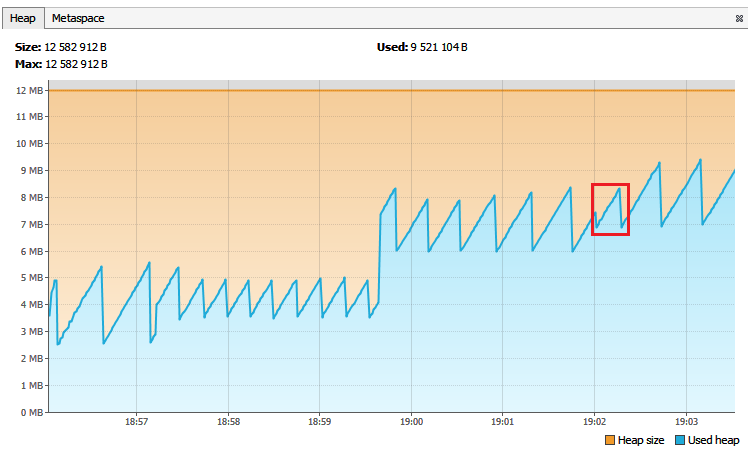 Heap Metaspace
Size: 12 582 912 B Used: 9 521 104 B
Max: 12 582 912 B
12 MB
11 MB
10 MB
9 MB
8 MB
7 MB
6 MB
5 MB
4 MB
3 MB
2 MB
1 MB
0 MB
18:57 18:58 18:59 19:00 19:01 19:02 19:03
Heap size Used heap